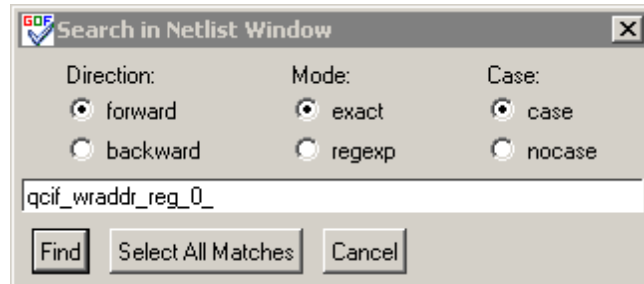 GOF Search in Netlist Window
Direction: Mode: Case:
forward exact case
backward regexp nocase
qcif_wraddr_reg_0_
Find Select All Matches Cancel